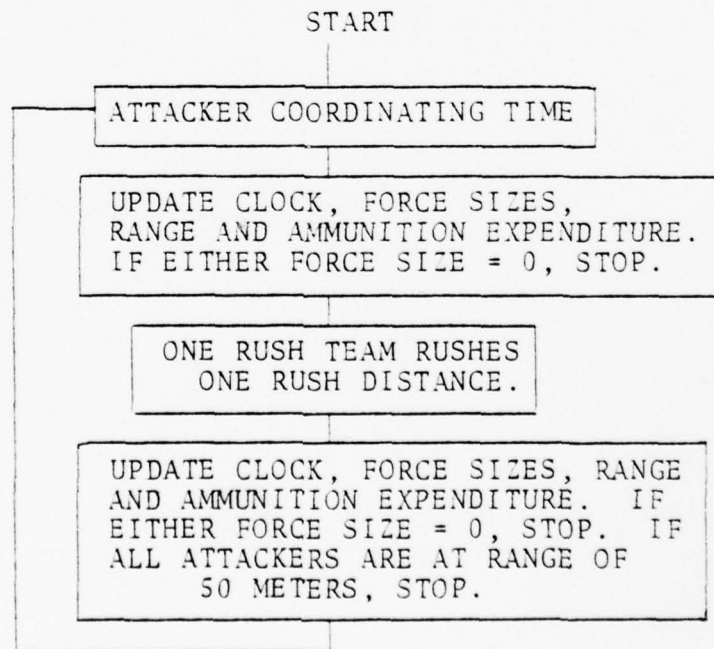 START
ATTACKER COORDINATING TIME
UPDATE CLOCK, FORCE SIZES,
RANGE AND AMMUNITION EXPENDITURE.
IF EITHER FORCE SIZE = 0, STOP.
ONE RUSH TEAM RUSHES
ONE RUSH DISTANCE.
UPDATE CLOCK, FORCE SIZES, RANGE
AND AMMUNITION EXPENDITURE. IF
EITHER FORCE SIZE = 0, STOP. IF
ALL ATTACKERS ARE AT RANGE OF
50 METERS, STOP.